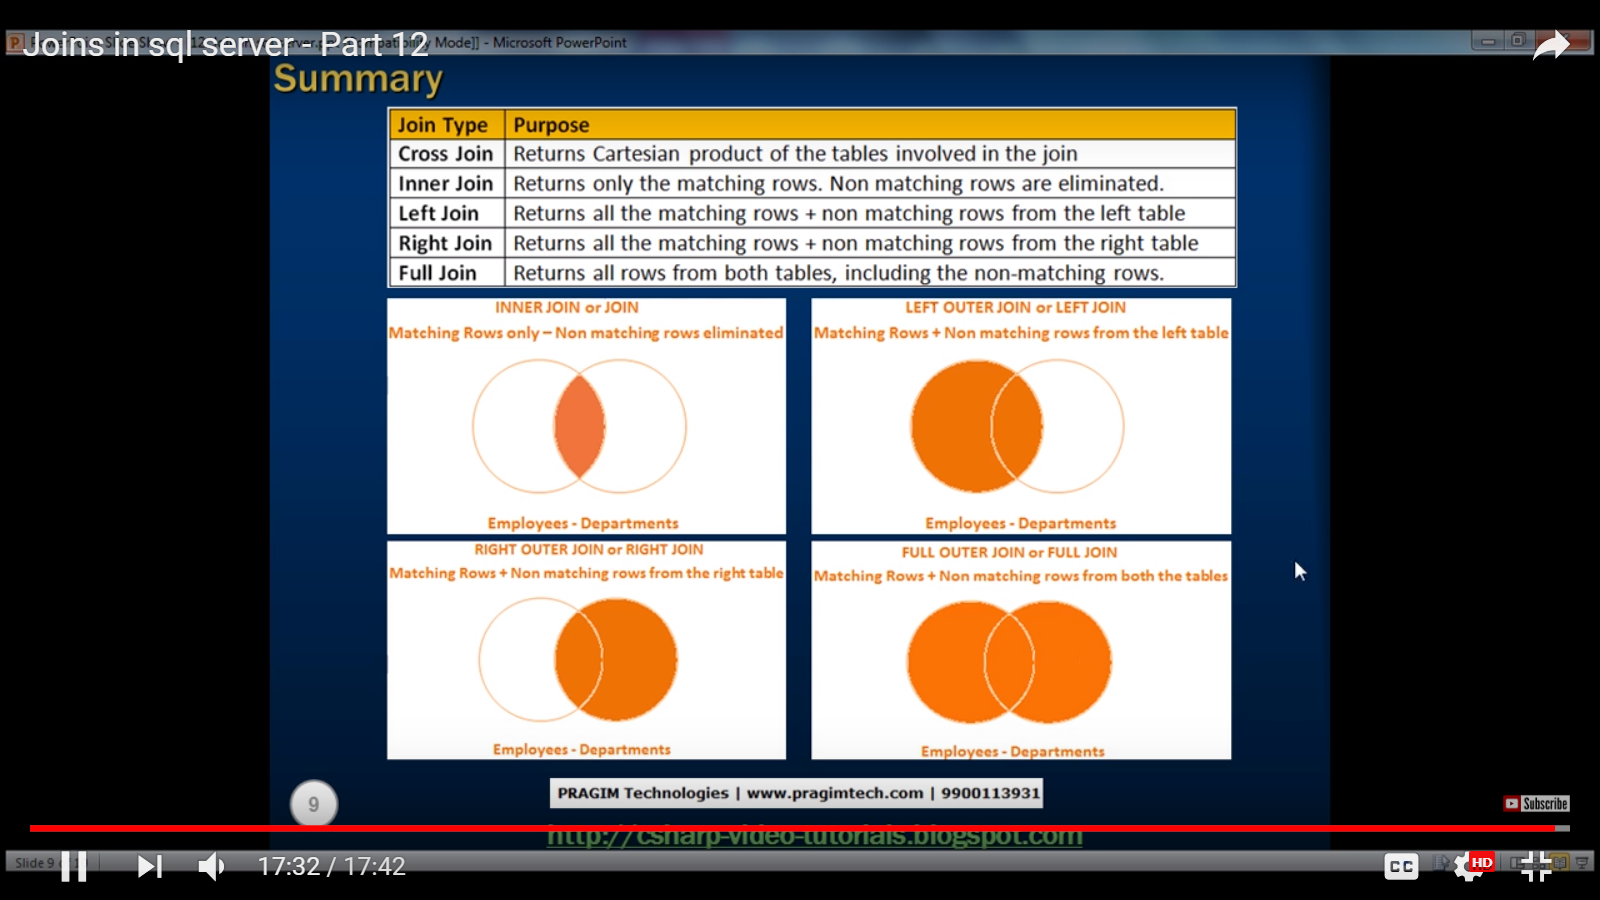 Joins in sql server - Part 12
Mode]] - Microsoft PowerPoint
Summary
Join Type Purpose
Cross Join Returns Cartesian product of the tables involved in the join
Inner Join Returns only the matching rows. Non matching rows are eliminated.
Left Join Returns all the matching rows + non matching rows from the left table
Right Join Returns all the matching rows + non matching rows from the right table
Full Join Returns all rows from both tables, including the non-matching rows.
INNER JOIN or JOIN
Matching Rows only – Non matching rows eliminated
Employees - Departments
LEFT OUTER JOIN or LEFT JOIN
Matching Rows + Non matching rows from the left table
Employees - Departments
RIGHT OUTER JOIN or RIGHT JOIN
Matching Rows + Non matching rows from the right table
Employees - Departments
FULL OUTER JOIN or FULL JOIN
Matching Rows + Non matching rows from both the tables
Employees - Departments
9
PRAGIM Technologies | www.pragimtech.com | 9900113931
Subscribe
http://csharp-video-tutorials.blogspot.com
Slide 9
17:32 / 17:42
CC
HD